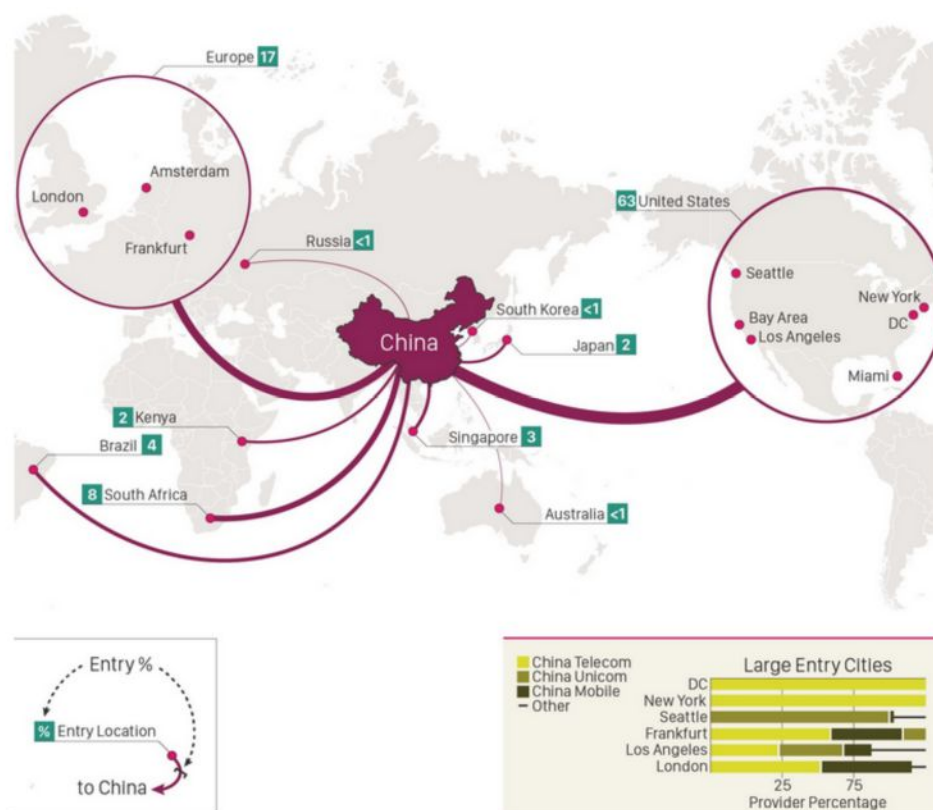 Europe 17
Amsterdam
London
Frankfurt
Russia <1
63 United States
Seattle
New York
Bay Area
DC
Los Angeles
Miami
South Korea <1
China
Japan 2
2 Kenya
Brazil 4
Singapore 3
8 South Africa
Australia <1
Entry %
% Entry Location
to China
China Telecom
China Unicom
China Mobile
Other
Large Entry Cities
DC
New York
Seattle
Frankfurt
Los Angeles
London
25 75
Provider Percentage